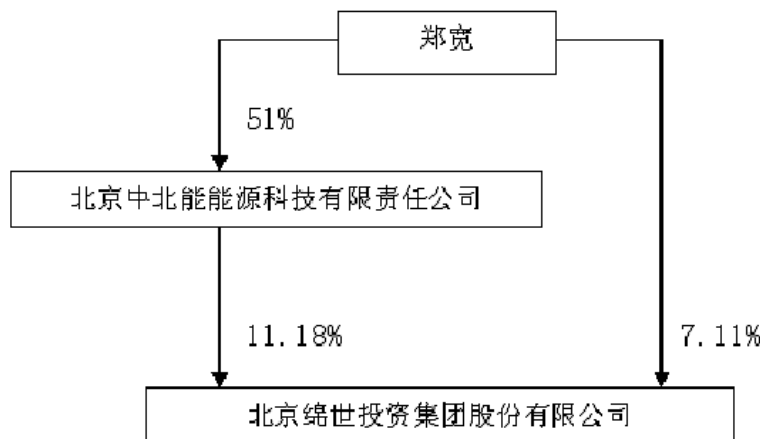 郑宽
51%
北京中北能能源科技有限责任公司
11.18%
7.11%
北京绵世投资集团股份有限公司